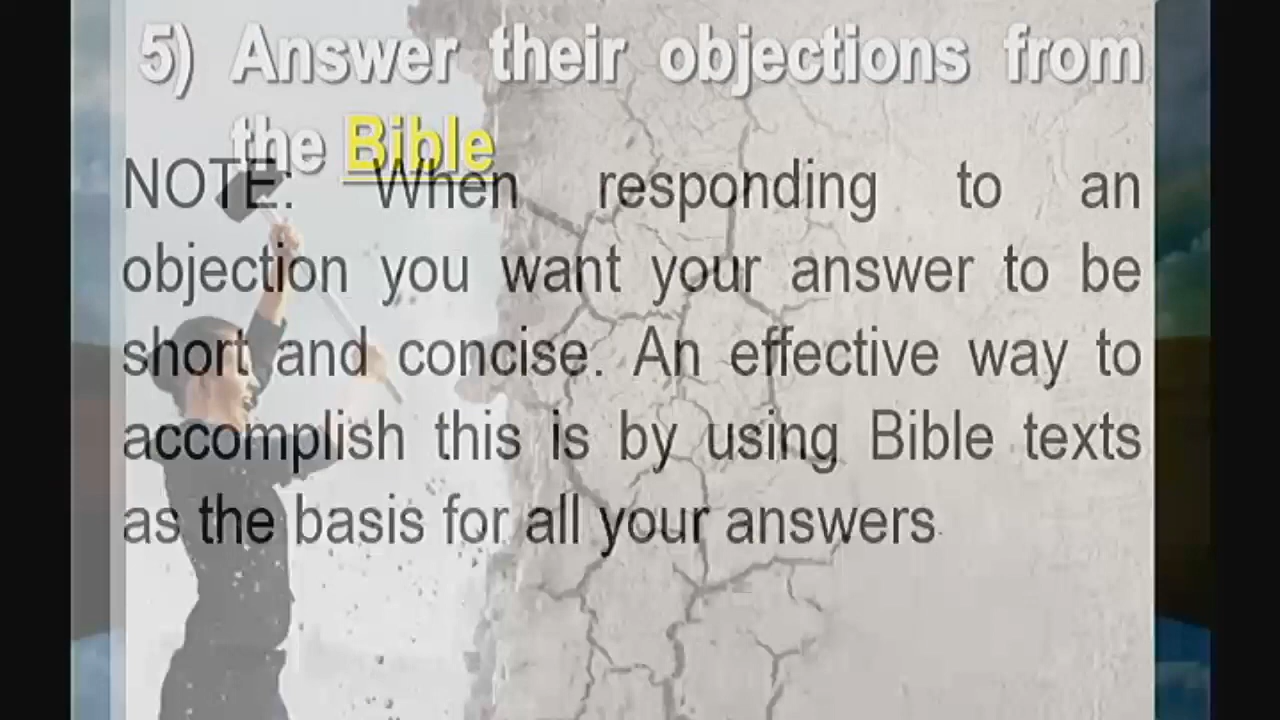 5) Answer their objections from
the Bible
NOTE: When responding to an
objection you want your answer to be
short and concise. An effective way to
accomplish this is by using Bible texts
as the basis for all your answers.